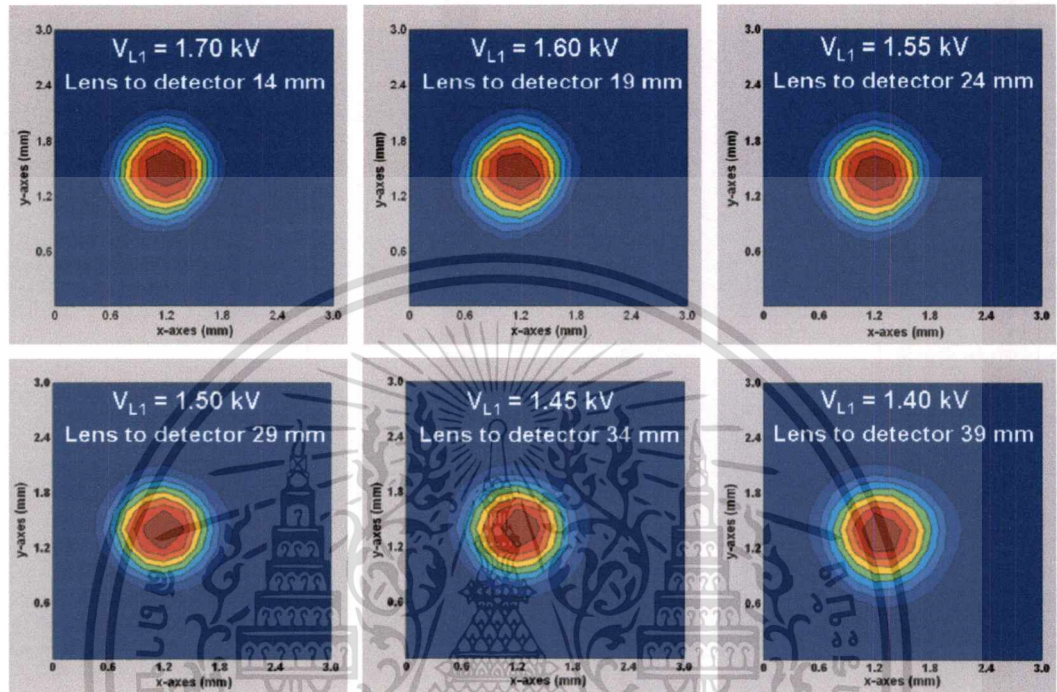 V_L1 = 1.70 kV
Lens to detector 14 mm
3.0
2.4
1.8
1.2
0.6
y-axes (mm)
0 0.6 1.2 1.8 2.4 3.0
x-axes (mm)
V_L1 = 1.60 kV
Lens to detector 19 mm
3.0
2.4
1.8
1.2
0.6
y-axes (mm)
0 0.6 1.2 1.8 2.4 3.0
x-axes (mm)
V_L1 = 1.55 kV
Lens to detector 24 mm
3.0
2.4
1.8
1.2
0.6
y-axes (mm)
0 0.6 1.2 1.8 2.4 3.0
x-axes (mm)
V_L1 = 1.50 kV
Lens to detector 29 mm
3.0
2.4
1.8
1.2
0.6
y-axes (mm)
0 0.6 1.2 1.8 2.4 3.0
x-axes (mm)
V_L1 = 1.45 kV
Lens to detector 34 mm
3.0
2.4
1.8
1.2
0.6
y-axes (mm)
0 0.6 1.2 1.8 2.4 3.0
x-axes (mm)
V_L1 = 1.40 kV
Lens to detector 39 mm
3.0
2.4
1.8
1.2
0.6
y-axes (mm)
0 0.6 1.2 1.8 2.4 3.0
x-axes (mm)